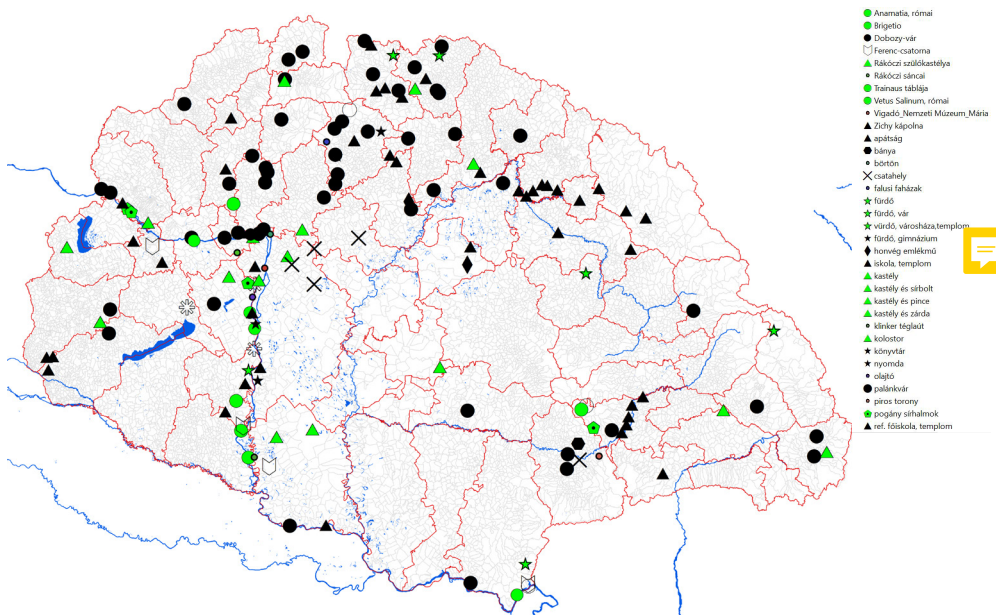 Anamatia, római
Brigetio
Dobozy-vár
Ferenc-csatorna
Rákóczi szülőkastélya
Rákóczi sáncai
Trainaus táblája
Vetus Salinum, római
Vigadó_Nemzeti Múzeum_Mária
Zichy kápolna
apátság
bánya
börtön
csatahely
falusi faházak
fürdő
fürdő, vár
vürdő, városháza,templom
fürdő, gimnázium
honvég emlékmű
iskola, templom
kastély
kastély és sírbolt
kastély és pince
kastély és zárda
klinker téglaút
kolostor
könyvtár
nyomda
olajtó
palánkvár
piros torony
pogány sírhalmok
ref. főiskola, templom